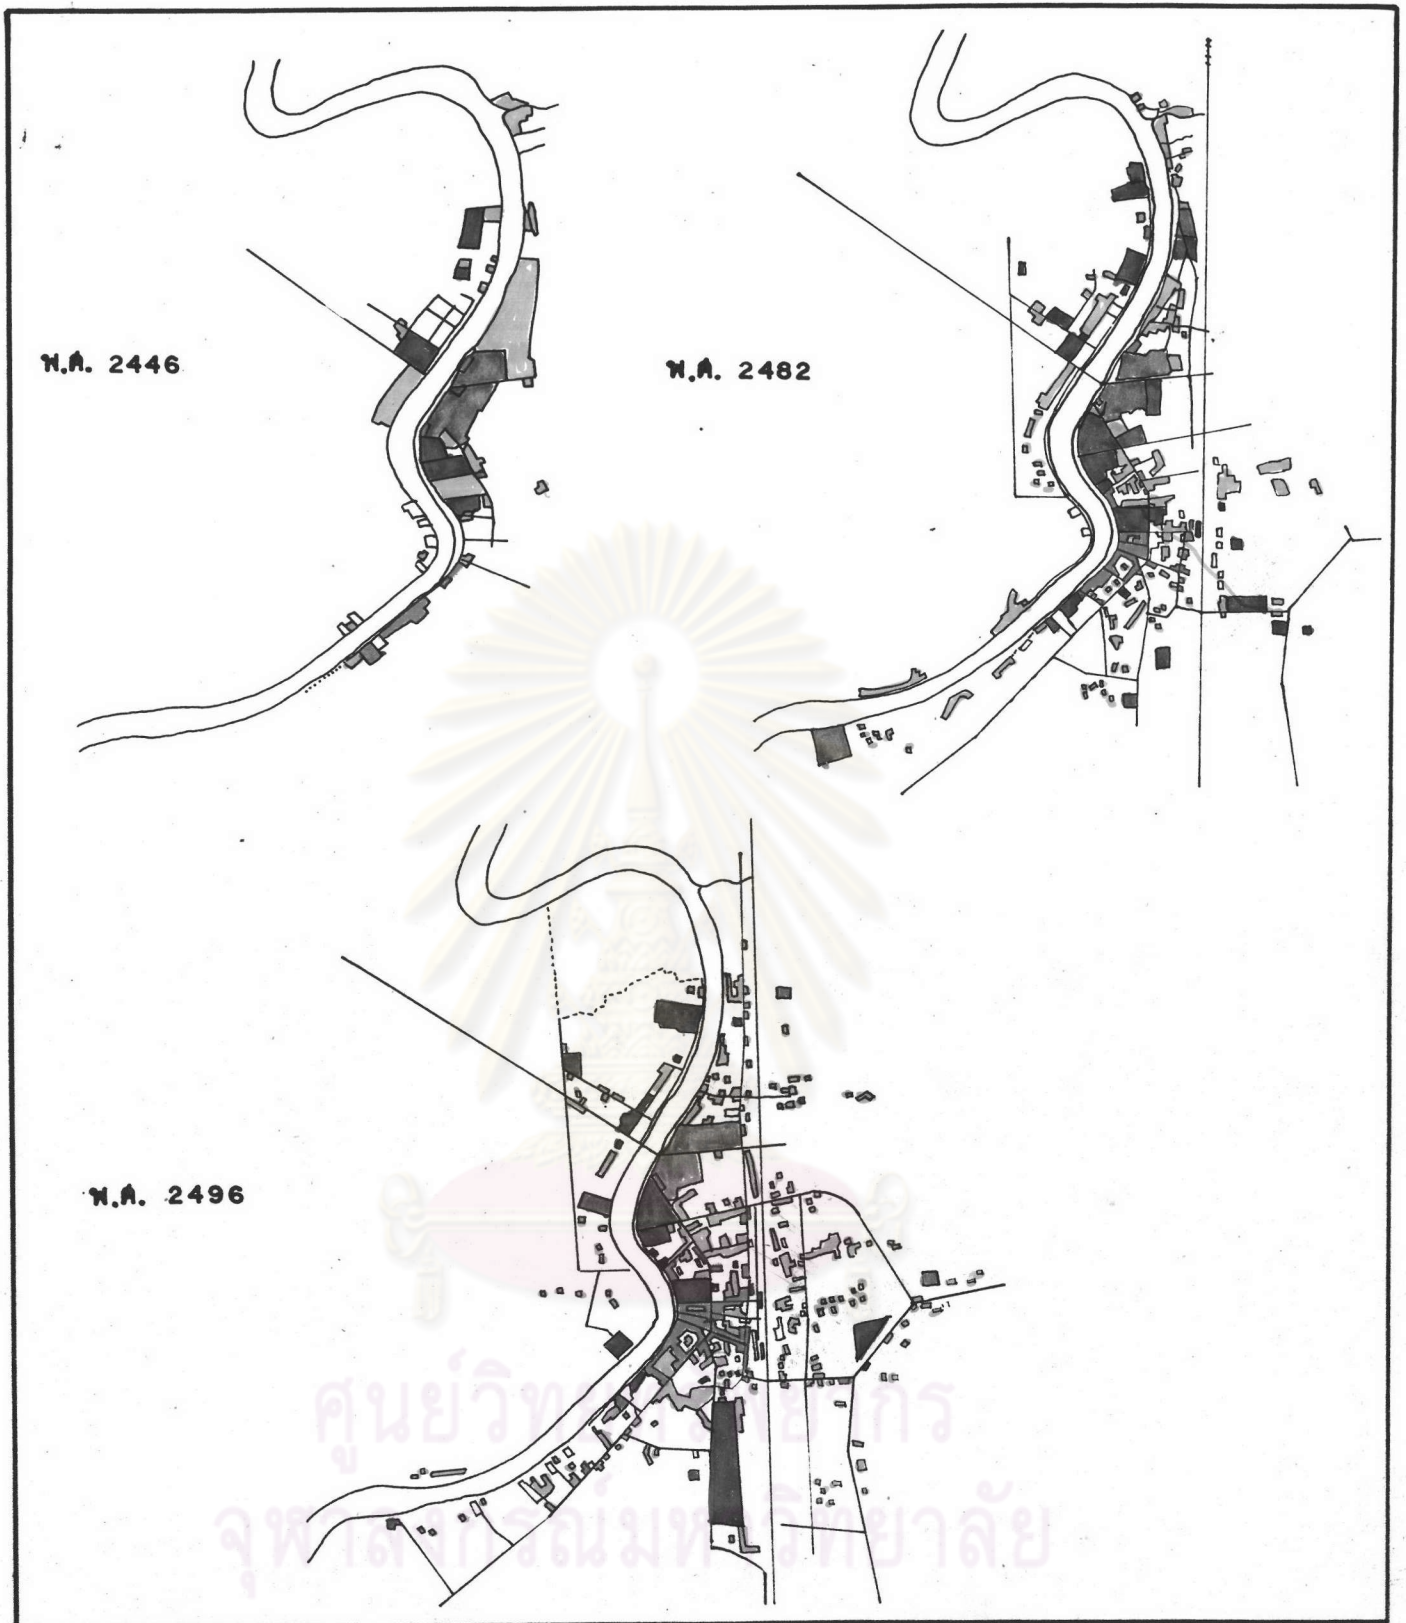 พ.ศ. 2446
พ.ศ. 2482
พ.ศ. 2496
ศูนย์วิทยทรัพยากร
จุฬาลงกรณ์มหาวิทยาลัย